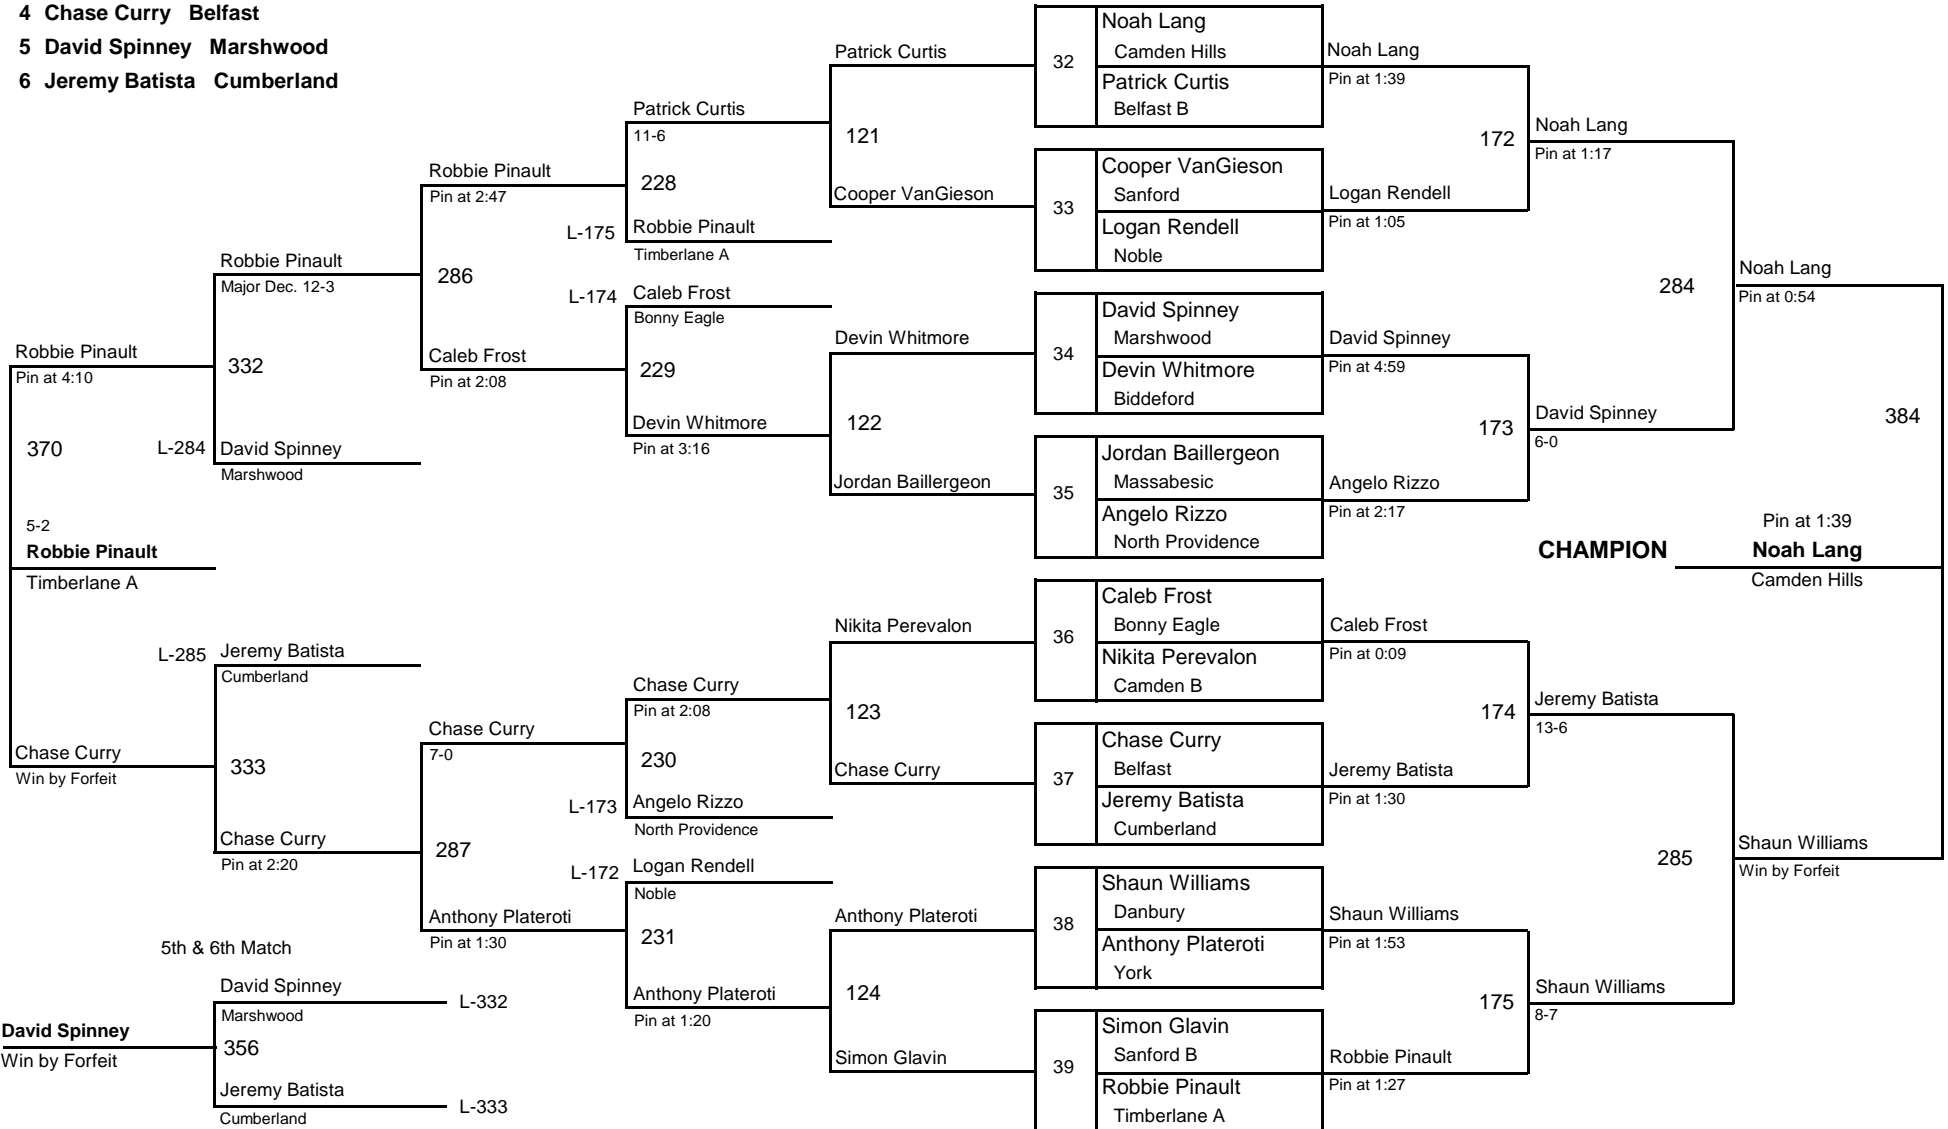 4 Chase Curry Belfast
5 David Spinney Marshwood
6 Jeremy Batista Cumberland
Robbie Pinault
Pin at 4:10
370
5-2
Robbie Pinault
Timberlane A
Chase Curry
Win by Forfeit
Robbie Pinault
Major Dec. 12-3
332
L-284 David Spinney
Marshwood
L-285 Jeremy Batista
Cumberland
333
Chase Curry
Pin at 2:20
5th & 6th Match
David Spinney
Marshwood
L-332
David Spinney
Win by Forfeit
356
Jeremy Batista
Cumberland
L-333
Robbie Pinault
Pin at 2:47
286
Caleb Frost
Pin at 2:08
Chase Curry
7-0
287
Anthony Plateroti
Pin at 1:30
Patrick Curtis
11-6
228
L-175 Robbie Pinault
Timberlane A
L-174 Caleb Frost
Bonny Eagle
229
Devin Whitmore
Pin at 3:16
Chase Curry
Pin at 2:08
230
L-173 Angelo Rizzo
North Providence
L-172 Logan Rendell
Noble
231
Anthony Plateroti
Pin at 1:20
Patrick Curtis
121
Cooper VanGieson
Devin Whitmore
122
Jordan Baillergeon
Nikita Perevalon
123
Chase Curry
Anthony Plateroti
124
Simon Glavin
32
Noah Lang
Camden Hills
Patrick Curtis
Belfast B
33
Cooper VanGieson
Sanford
Logan Rendell
Noble
34
David Spinney
Marshwood
Devin Whitmore
Biddeford
35
Jordan Baillergeon
Massabesic
Angelo Rizzo
North Providence
36
Caleb Frost
Bonny Eagle
Nikita Perevalon
Camden B
37
Chase Curry
Belfast
Jeremy Batista
Cumberland
38
Shaun Williams
Danbury
Anthony Plateroti
York
39
Simon Glavin
Sanford B
Robbie Pinault
Timberlane A
Noah Lang
Pin at 1:39
172
Logan Rendell
Pin at 1:05
David Spinney
Pin at 4:59
173
Angelo Rizzo
Pin at 2:17
Caleb Frost
Pin at 0:09
174
Jeremy Batista
Pin at 1:30
Shaun Williams
Pin at 1:53
175
Robbie Pinault
Pin at 1:27
Noah Lang
Pin at 1:17
284
David Spinney
6-0
Jeremy Batista
13-6
285
Shaun Williams
8-7
Noah Lang
Pin at 0:54
384
Pin at 1:39
CHAMPION Noah Lang
Camden Hills
Shaun Williams
Win by Forfeit